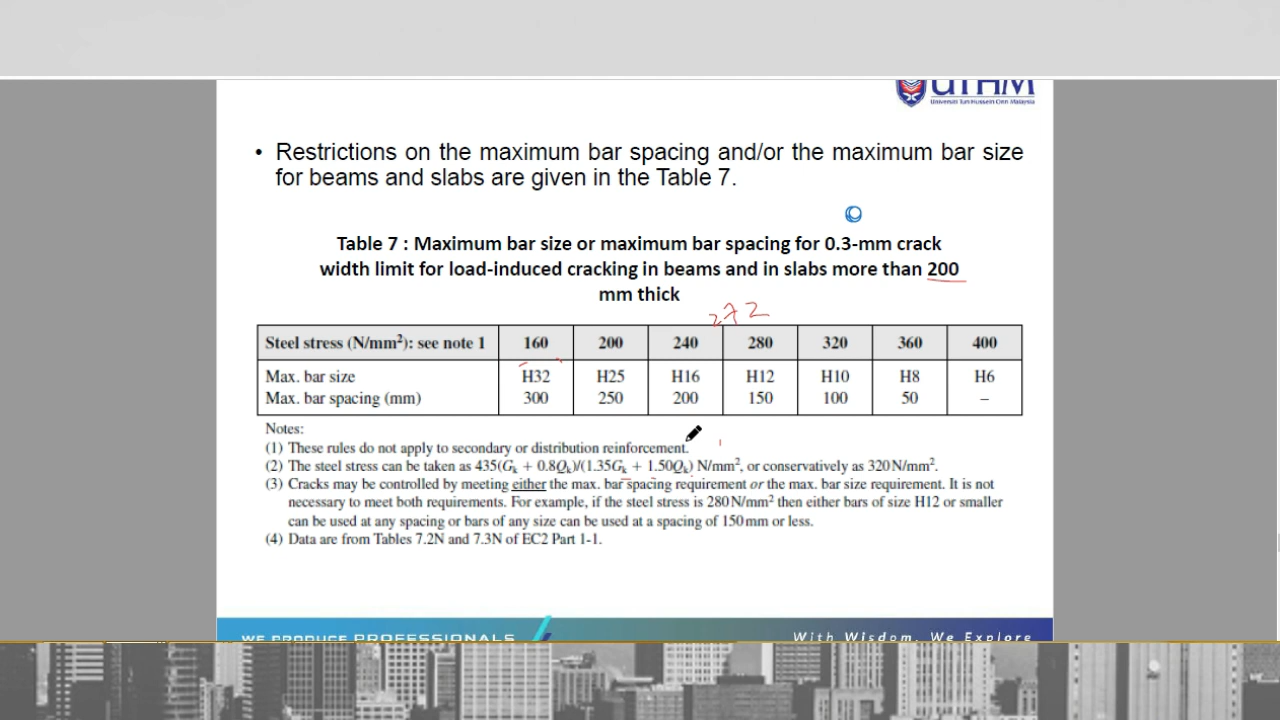 UTHM
Universiti Tun Hussein Onn Malaysia
• Restrictions on the maximum bar spacing and/or the maximum bar size
for beams and slabs are given in the Table 7.
Table 7 : Maximum bar size or maximum bar spacing for 0.3-mm crack
width limit for load-induced cracking in beams and in slabs more than 200
mm thick
272
Steel stress (N/mm²): see note 1 160 200 240 280 320 360 400
Max. bar size H32 H25 H16 H12 H10 H8 H6
Max. bar spacing (mm) 300 250 200 150 100 50 –
Notes:
(1) These rules do not apply to secondary or distribution reinforcement.
(2) The steel stress can be taken as 435(Gk + 0.8Qk)/(1.35Gk + 1.50Qk) N/mm², or conservatively as 320 N/mm².
(3) Cracks may be controlled by meeting either the max. bar spacing requirement or the max. bar size requirement. It is not
necessary to meet both requirements. For example, if the steel stress is 280 N/mm² then either bars of size H12 or smaller
can be used at any spacing or bars of any size can be used at a spacing of 150 mm or less.
(4) Data are from Tables 7.2N and 7.3N of EC2 Part 1-1.
WE PRODUCE PROFESSIONALS
With Wisdom, We Explore